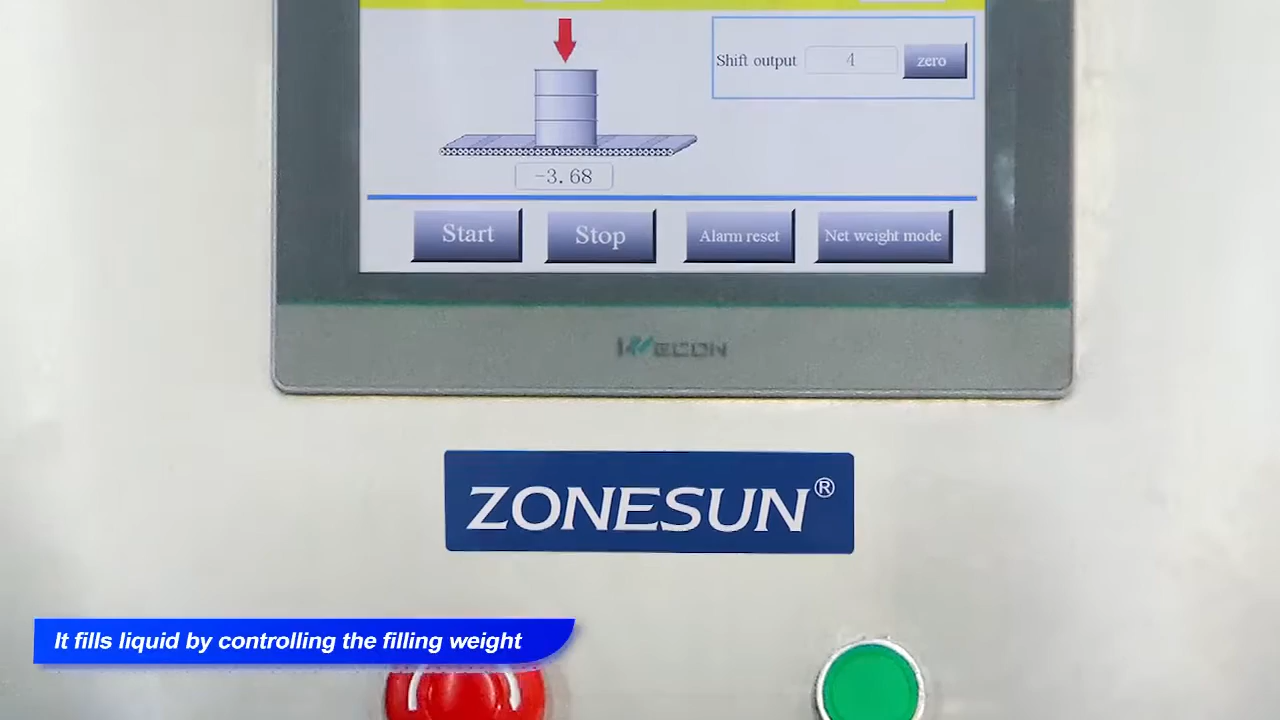 Shift output 4 zero
-3.68
Start Stop Alarm reset Net weight mode
WECON
ZONESUN®
It fills liquid by controlling the filling weight